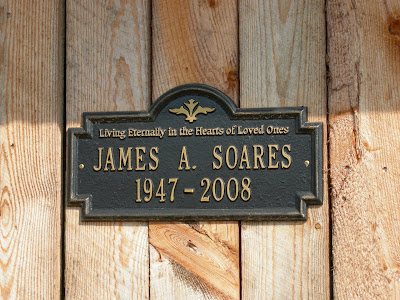 Living Eternally in the Hearts of Loved Ones
JAMES A. SOARES
1947-2008